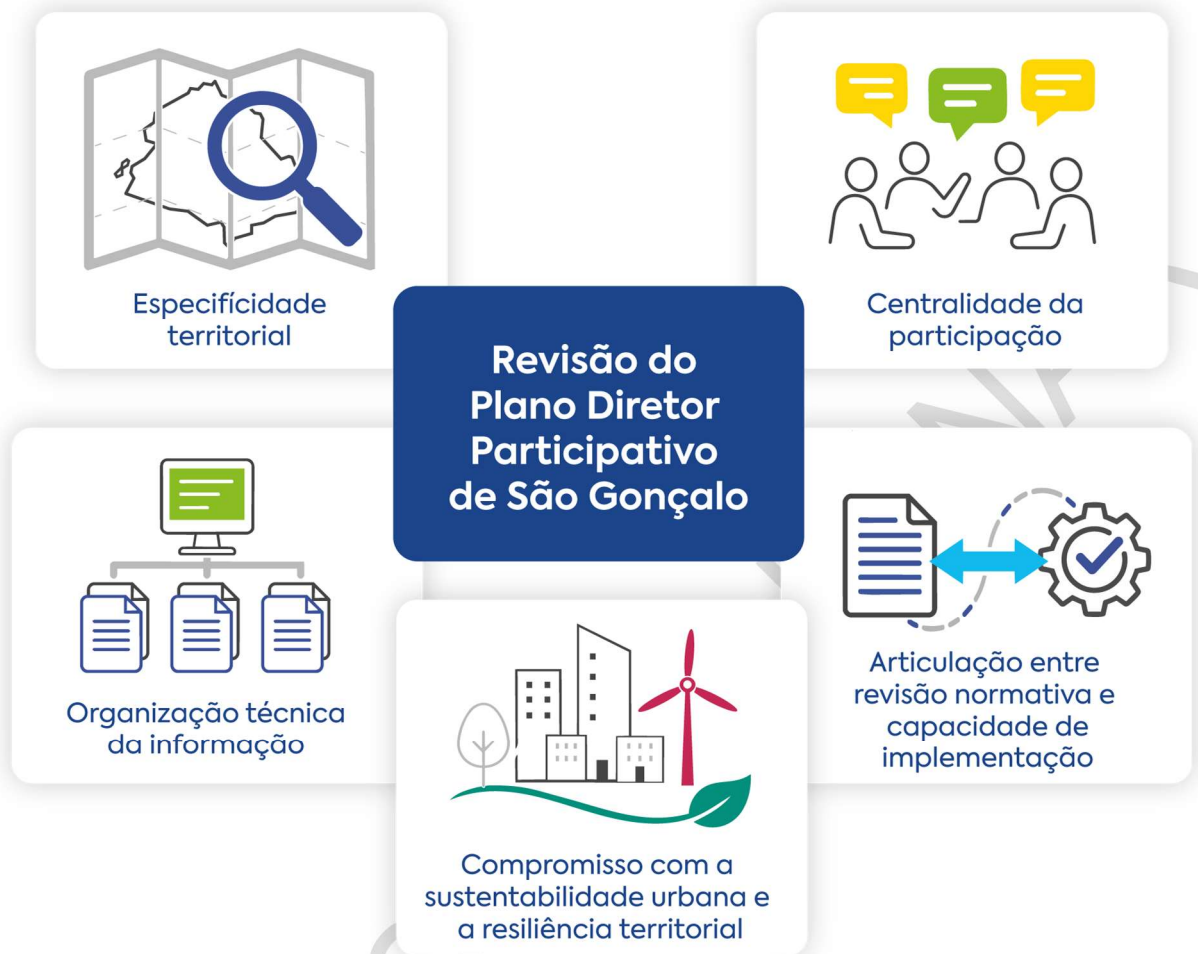 Especifícidade
territorial
Centralidade da
participação
Revisão do
Plano Diretor
Participativo
de São Gonçalo
Organização técnica
da informação
Articulação entre
revisão normativa e
capacidade de
implementação
Compromisso com a
sustentabilidade urbana e
a resiliência territorial